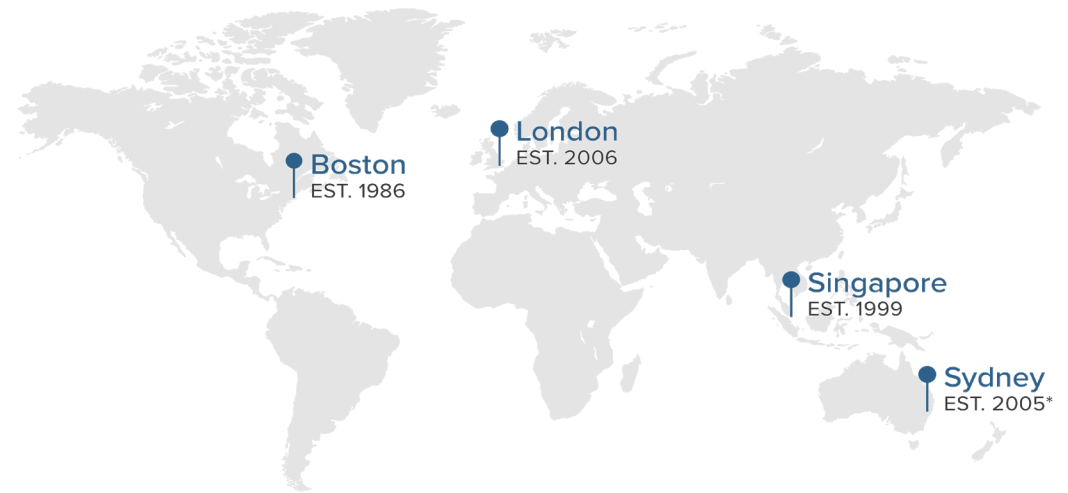 London
EST. 2006
Boston
EST. 1986
Singapore
EST. 1999
Sydney
EST. 2005*